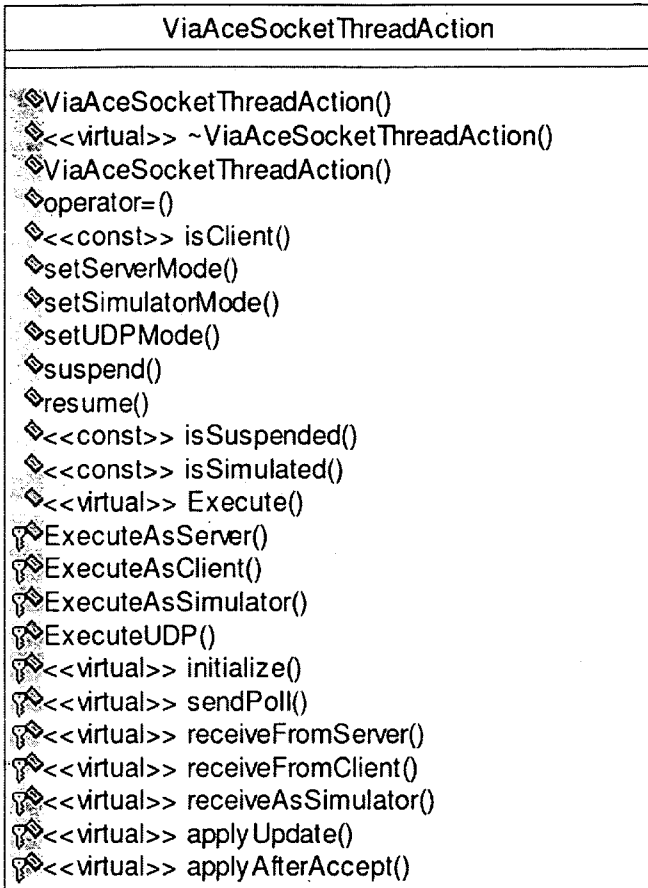 ViaAceSocketThreadAction
ViaAceSocketThreadAction()
<<virtual>> ~ViaAceSocketThreadAction()
ViaAceSocketThreadAction()
operator=()
<<const>> isClient()
setServerMode()
setSimulatorMode()
setUDPMode()
suspend()
resume()
<<const>> isSuspended()
<<const>> isSimulated()
<<virtual>> Execute()
ExecuteAsServer()
ExecuteAsClient()
ExecuteAsSimulator()
ExecuteUDP()
<<virtual>> initialize()
<<virtual>> sendPoll()
<<virtual>> receiveFromServer()
<<virtual>> receiveFromClient()
<<virtual>> receiveAsSimulator()
<<virtual>> applyUpdate()
<<virtual>> applyAfterAccept()